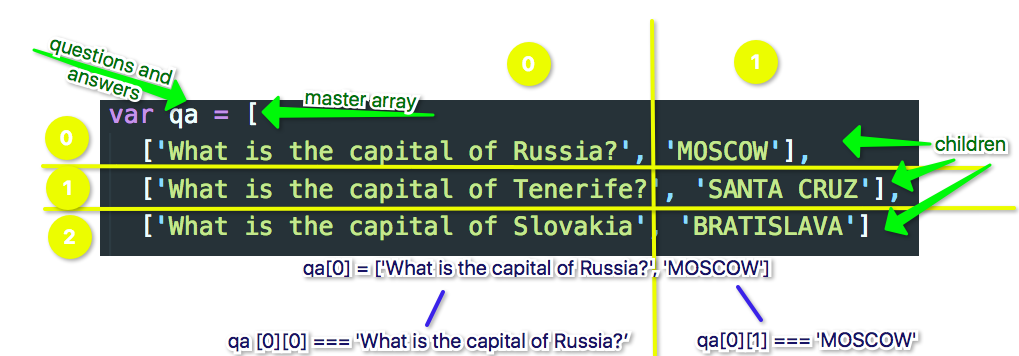 questions and
answers
0
1
master array
var qa = [
0
['What is the capital of Russia?', 'MOSCOW'],
children
1
['What is the capital of Tenerife?', 'SANTA CRUZ'],
2
['What is the capital of Slovakia', 'BRATISLAVA']
qa[0] = ['What is the capital of Russia?', 'MOSCOW']
qa [0][0] === 'What is the capital of Russia?'
qa[0][1] === 'MOSCOW'